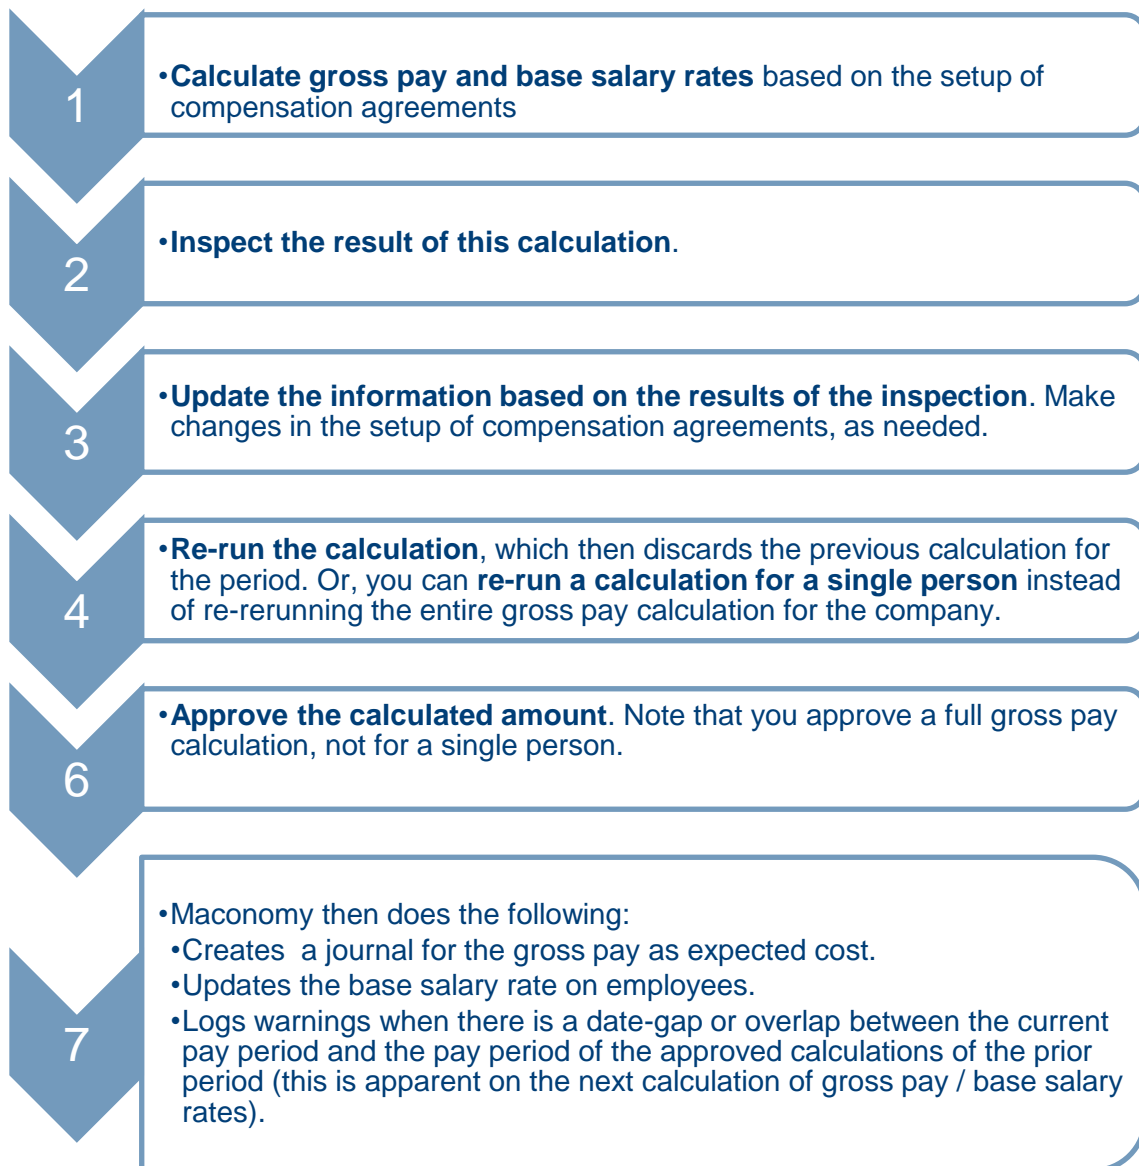 1
•Calculate gross pay and base salary rates based on the setup of
compensation agreements
2
•Inspect the result of this calculation.
3
•Update the information based on the results of the inspection. Make
changes in the setup of compensation agreements, as needed.
4
•Re-run the calculation, which then discards the previous calculation for
the period. Or, you can re-run a calculation for a single person instead
of re-rerunning the entire gross pay calculation for the company.
6
•Approve the calculated amount. Note that you approve a full gross pay
calculation, not for a single person.
7
•Maconomy then does the following:
•Creates  a journal for the gross pay as expected cost.
•Updates the base salary rate on employees.
•Logs warnings when there is a date-gap or overlap between the current
pay period and the pay period of the approved calculations of the prior
period (this is apparent on the next calculation of gross pay / base salary
rates).